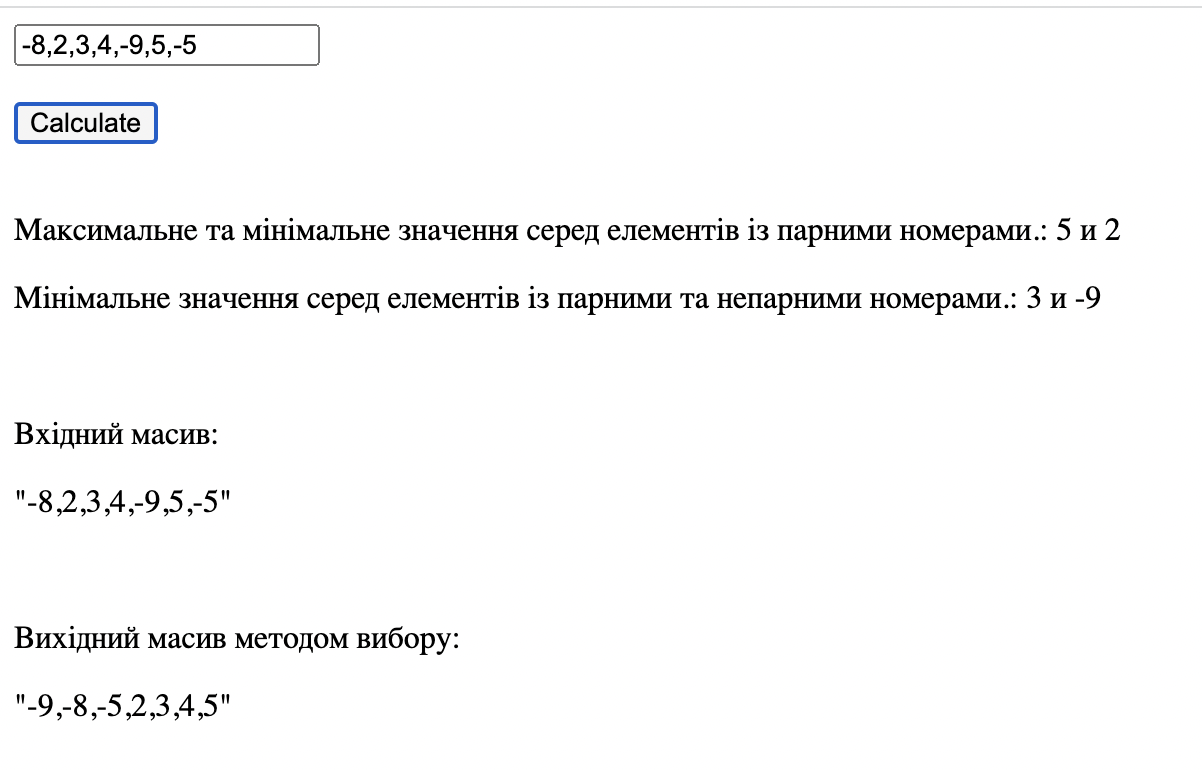 -8,2,3,4,-9,5,-5
Calculate
Максимальне та мінімальне значення серед елементів із парними номерами.: 5 и 2
Мінімальне значення серед елементів із парними та непарними номерами.: 3 и -9
Вхідний масив:
"-8,2,3,4,-9,5,-5"
Вихідний масив методом вибору:
"-9,-8,-5,2,3,4,5"